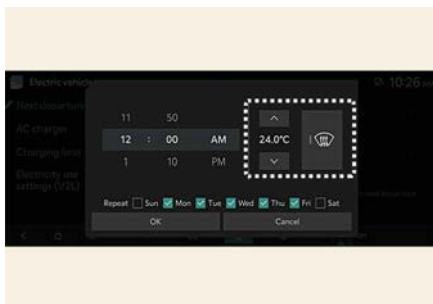 Electric vehicle
10:26
Next departure
AC charger
Charging limit
Electricity use
settings (V2L)
11 50
12 : 00 AM 24.0°C
1 10 PM
Repeat Sun Mon Tue Wed Thu Fri Sat
OK Cancel